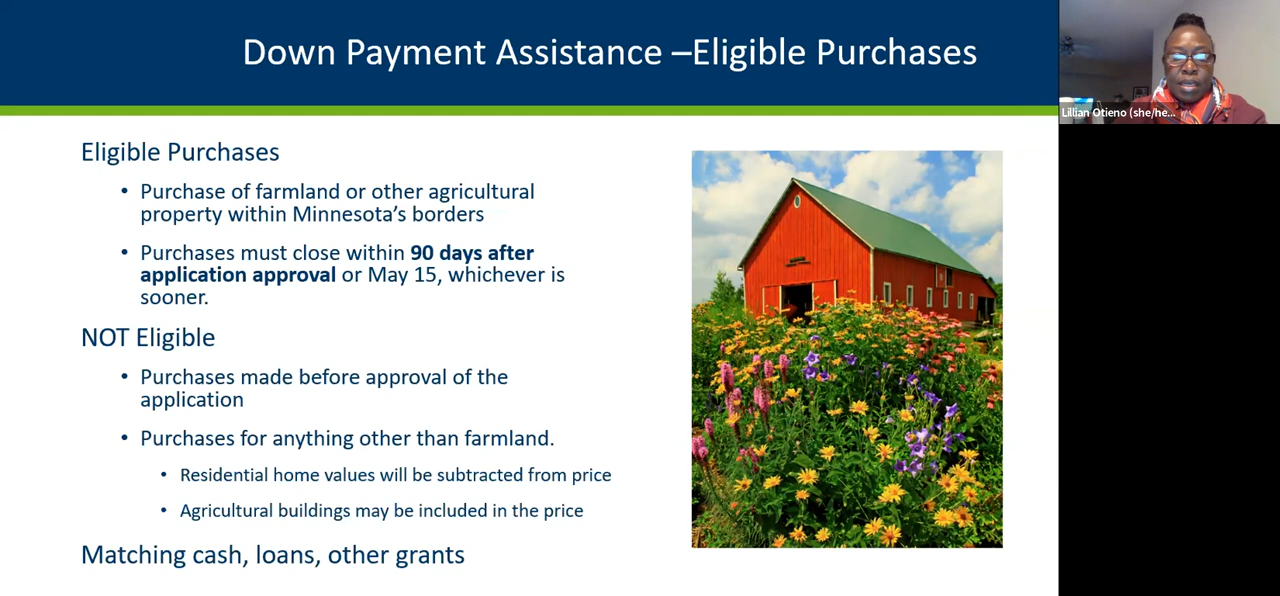 Down Payment Assistance –Eligible Purchases
Lillian Otieno (she/he...
Eligible Purchases
• Purchase of farmland or other agricultural
property within Minnesota's borders
• Purchases must close within 90 days after
application approval or May 15, whichever is
sooner.
NOT Eligible
• Purchases made before approval of the
application
• Purchases for anything other than farmland.
• Residential home values will be subtracted from price
• Agricultural buildings may be included in the price
Matching cash, loans, other grants